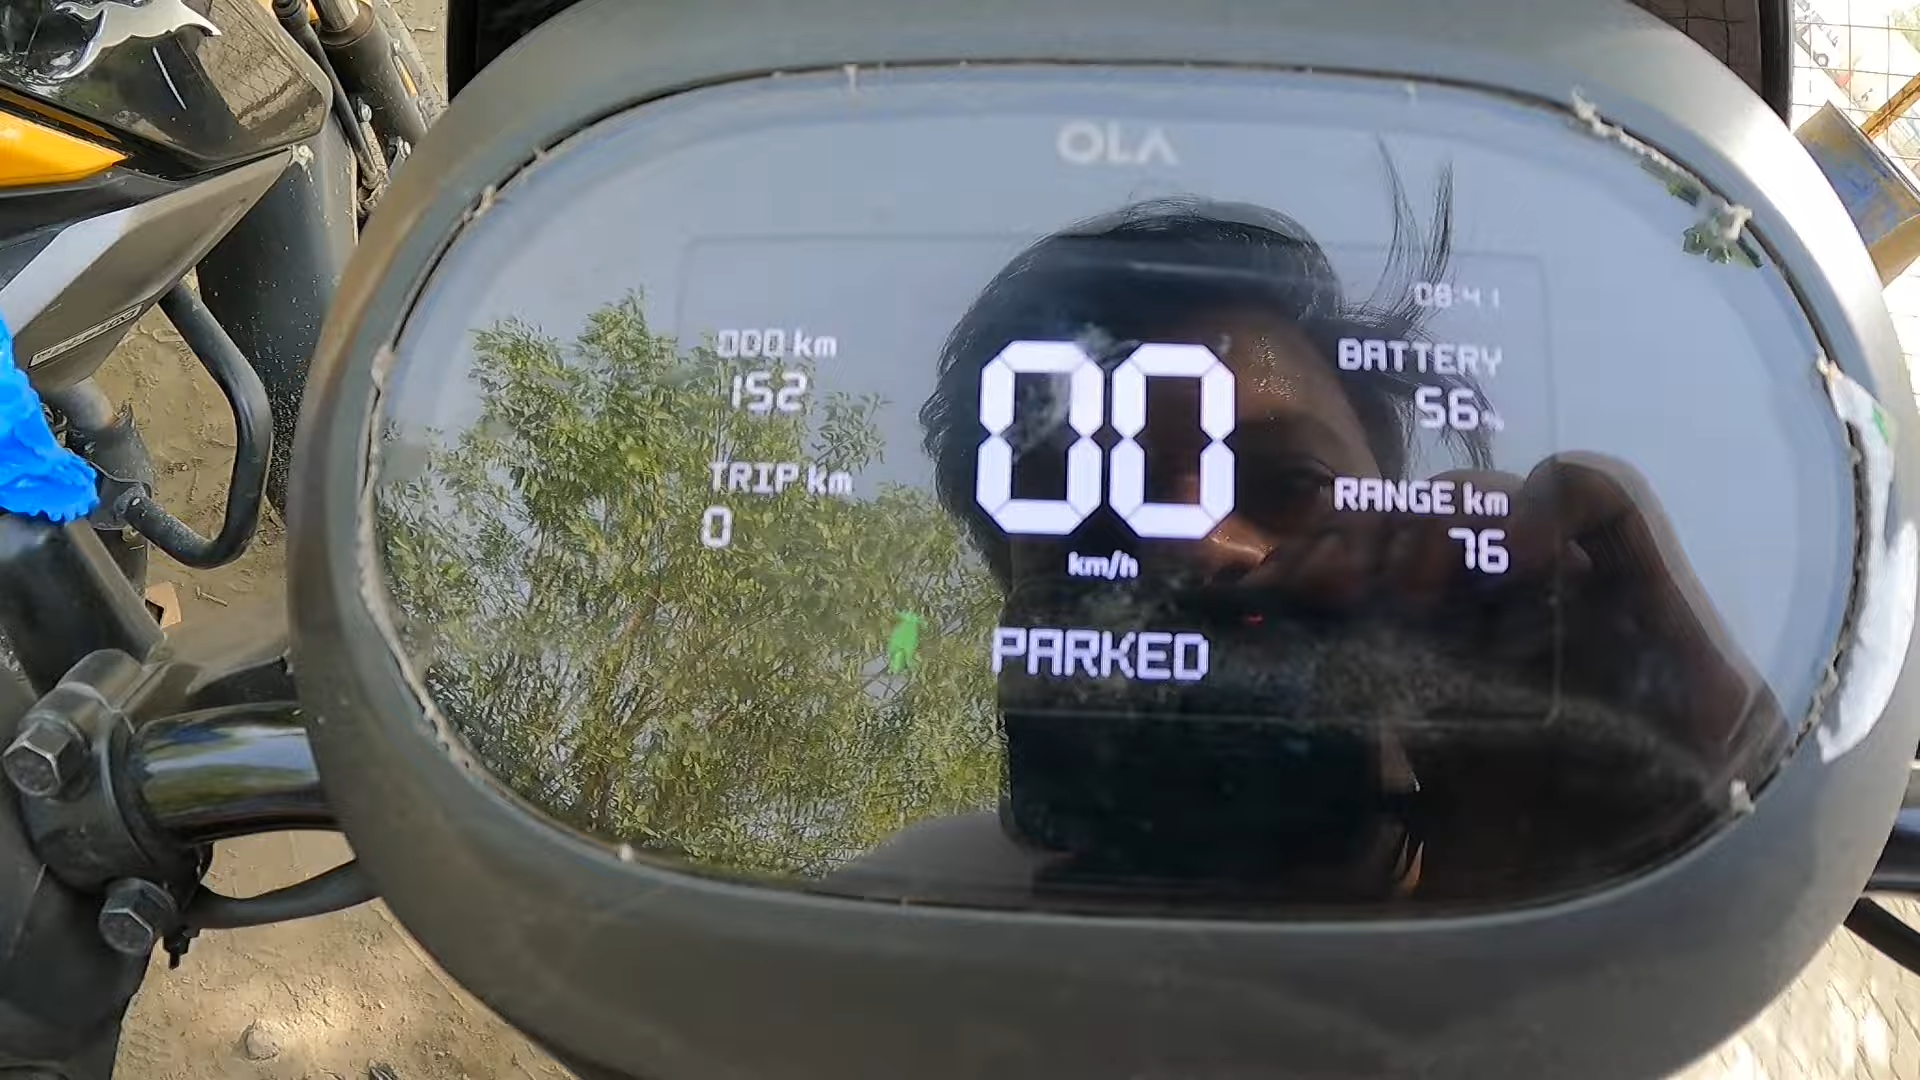 OLA
08:41
ODO km
152
TRIP km
0
00
km/h
BATTERY
56%
RANGE km
76
PARKED